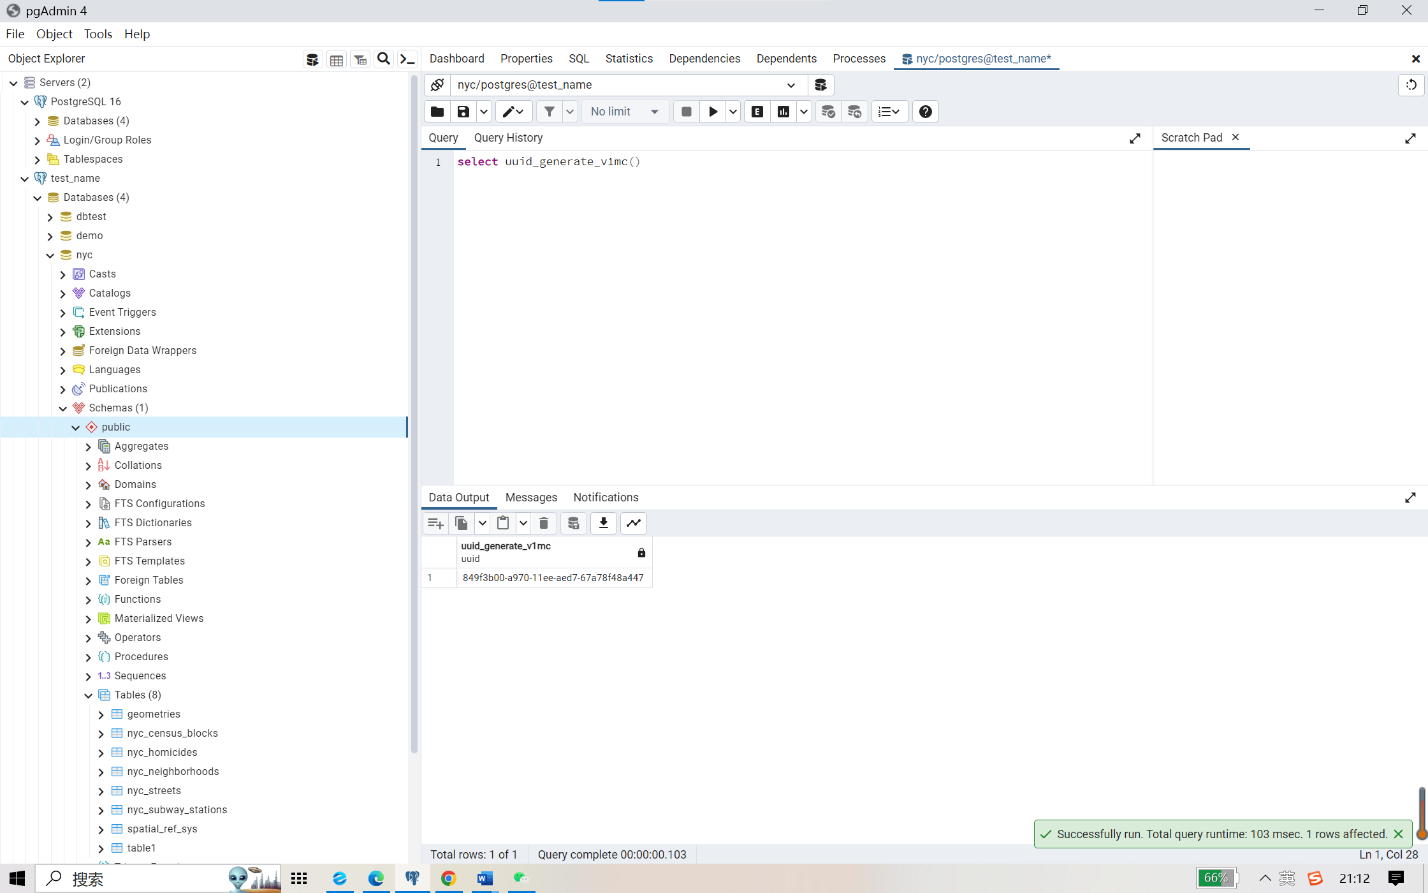 pgAdmin 4
File Object Tools Help
Object Explorer
Dashboard Properties SQL Statistics Dependencies Dependents Processes nyc/postgres@test_name*
Servers (2)
PostgreSQL 16
Databases (4)
Login/Group Roles
Tablespaces
test_name
Databases (4)
dbtest
demo
nyc
Casts
Catalogs
Event Triggers
Extensions
Foreign Data Wrappers
Languages
Publications
Schemas (1)
public
Aggregates
Collations
Domains
FTS Configurations
FTS Dictionaries
Aa FTS Parsers
FTS Templates
Foreign Tables
Functions
Materialized Views
Operators
Procedures
1..3 Sequences
Tables (8)
geometries
nyc_census_blocks
nyc_homicides
nyc_neighborhoods
nyc_streets
nyc_subway_stations
spatial_ref_sys
table1
nyc/postgres@test_name
No limit
E
Query Query History
Scratch Pad
1 select uuid_generate_v1mc()
Data Output Messages Notifications
uuid_generate_v1mc
uuid
1 849f3b00-a970-11ee-aed7-67a78f48a447
Successfully run. Total query runtime: 103 msec. 1 rows affected.
Total rows: 1 of 1 Query complete 00:00:00.103
Ln 1, Col 28
搜索
66%
英
21:12